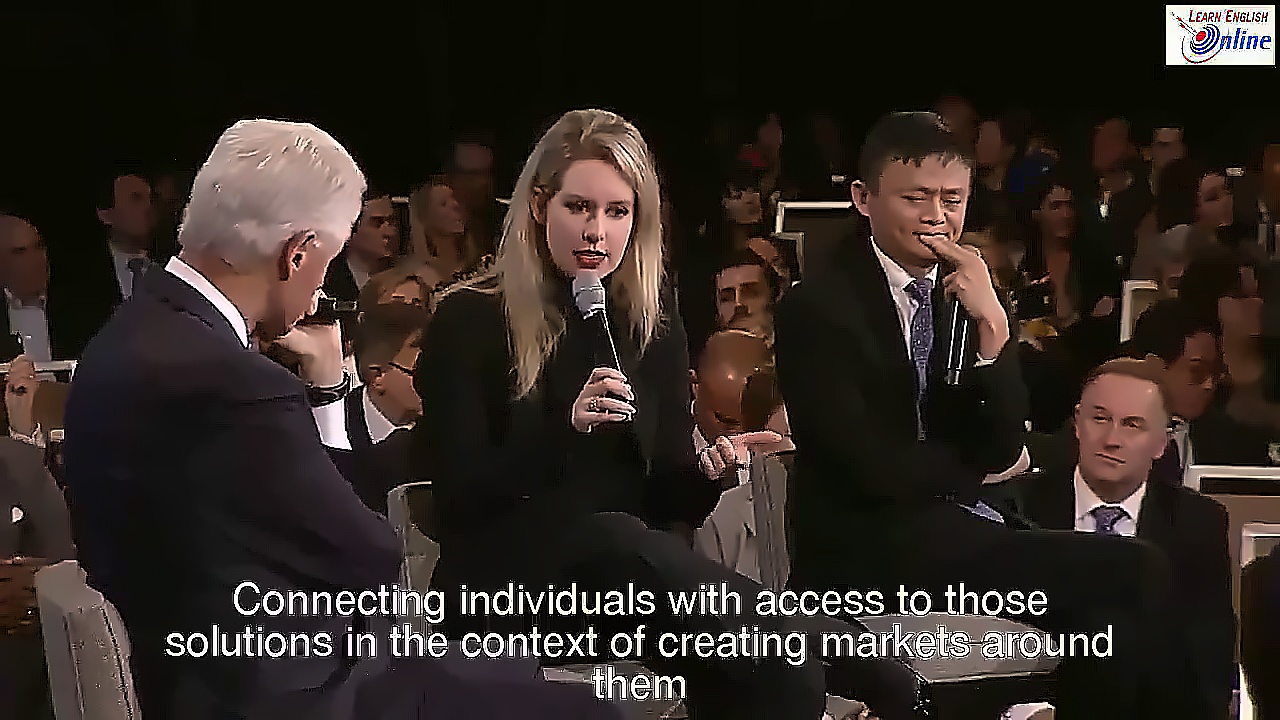 LEARN ENGLISH
Online
Connecting individuals with access to those
solutions in the context of creating markets around
them